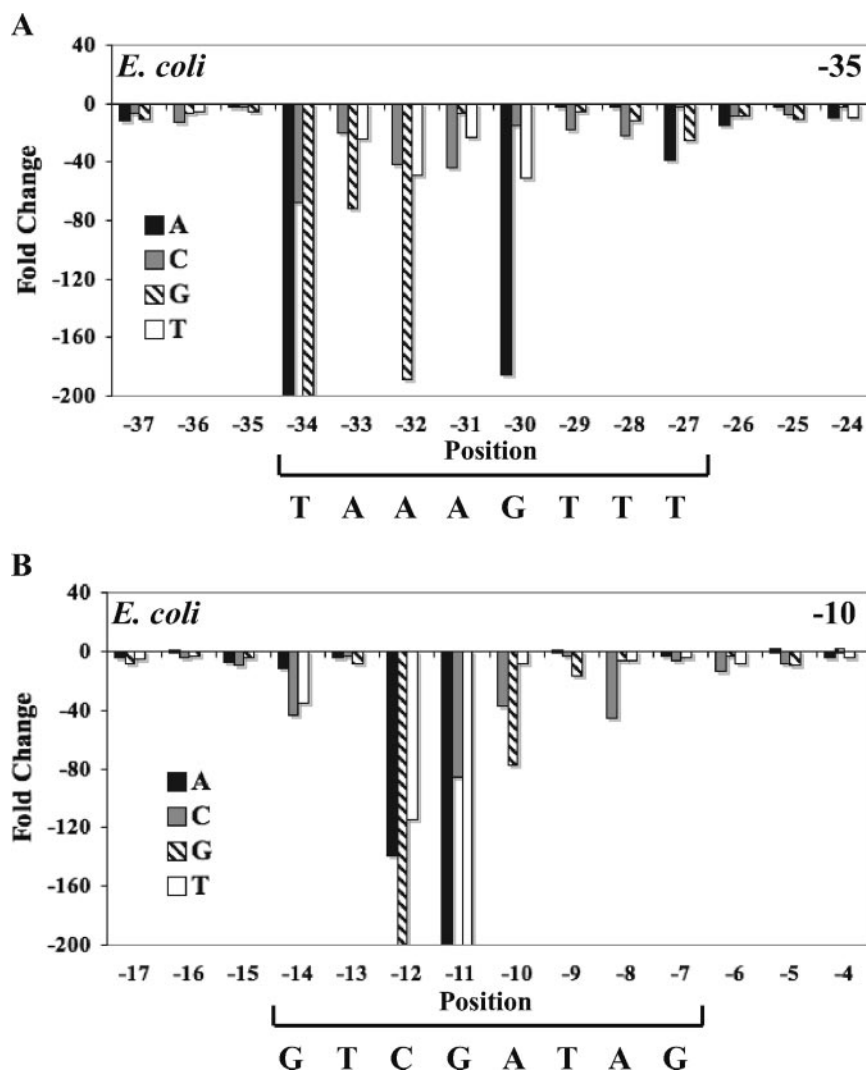 A
E. coli -35
40
0
-40
-80
-120
-160
-200
Fold Change
A
C
G
T
-37 -36 -35 -34 -33 -32 -31 -30 -29 -28 -27 -26 -25 -24
Position
T A A A G T T T
B
E. coli -10
40
0
-40
-80
-120
-160
-200
Fold Change
A
C
G
T
-17 -16 -15 -14 -13 -12 -11 -10 -9 -8 -7 -6 -5 -4
Position
G T C G A T A G